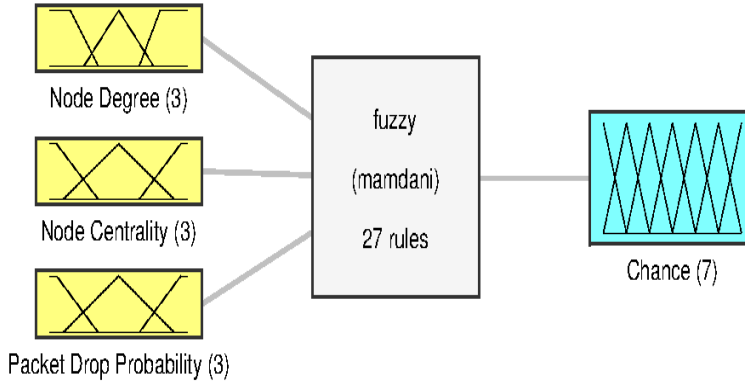 Node Degree (3)
Node Centrality (3)
Packet Drop Probability (3)
fuzzy
(mamdani)
27 rules
Chance (7)